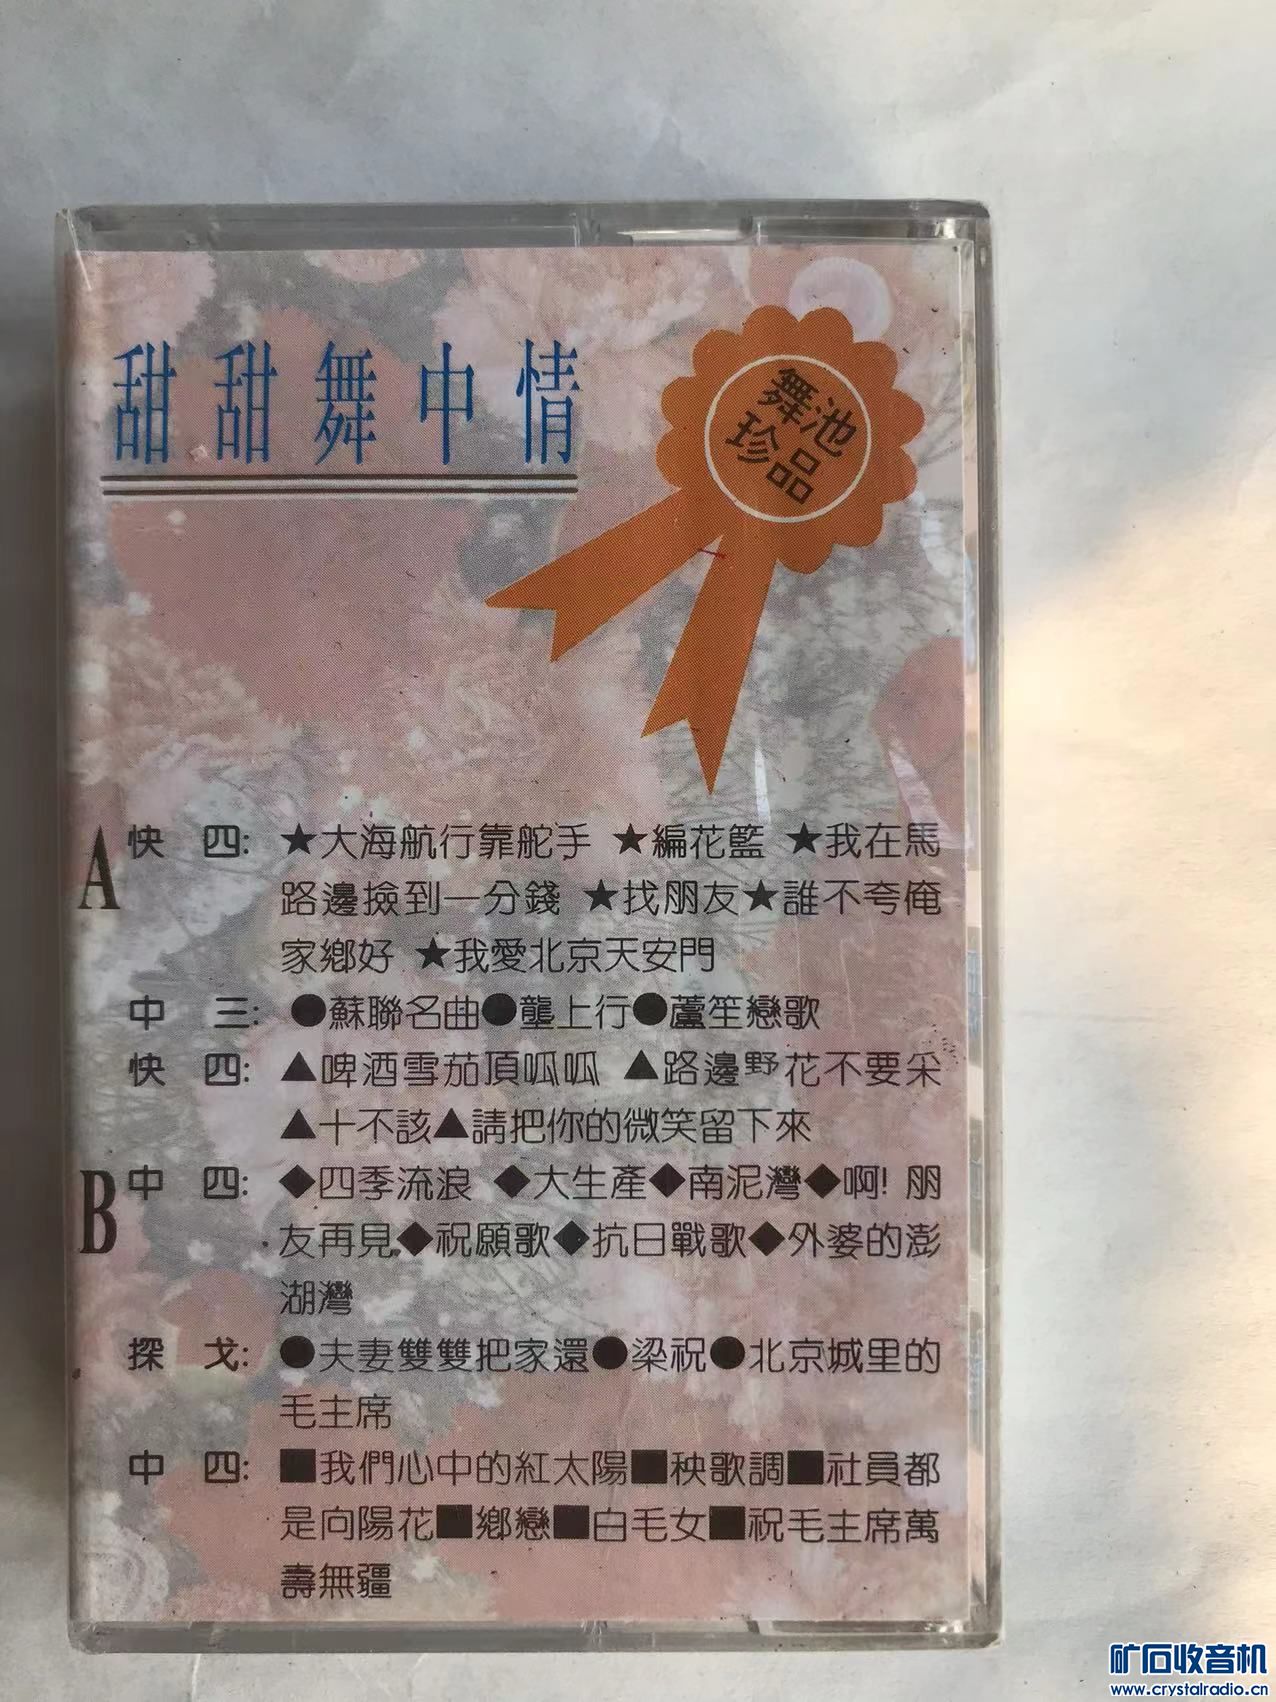 甜甜舞中情
舞池
珍品
A 快 四: ★大海航行靠舵手 ★編花籃 ★我在馬
路邊撿到一分錢 ★找朋友★誰不夸俺
家鄉好 ★我愛北京天安門
中 三: ●蘇聯名曲●壟上行●蘆笙戀歌
快 四: ▲啤酒雪茄頂呱呱 ▲路邊野花不要采
▲十不該▲請把你的微笑留下來
B 中 四: ◆四季流浪 ◆大生產◆南泥灣◆啊! 朋
友再見◆祝願歌◆抗日戰歌◆外婆的澎
湖灣
探 戈: ●夫妻雙雙把家還●梁祝●北京城里的
毛主席
中 四: ■我們心中的紅太陽■秧歌調■社員都
是向陽花■鄉戀■白毛女■祝毛主席萬
壽無疆
矿石收音机
www.crystalradio.cn